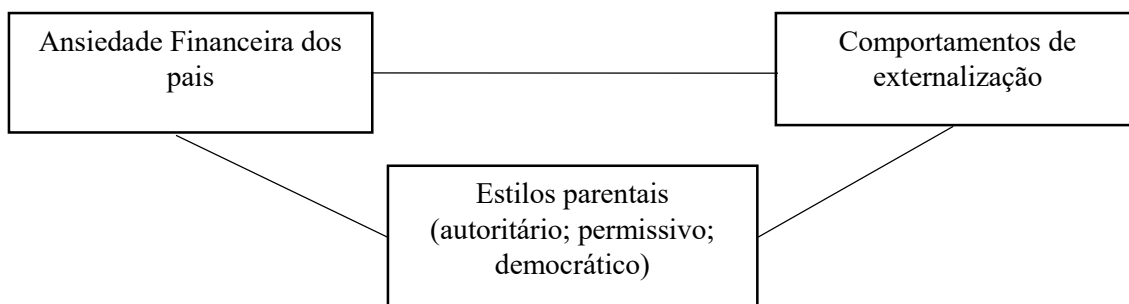 Ansiedade Financeira dos
pais
Comportamentos de
externalização
Estilos parentais
(autoritário; permissivo;
democrático)